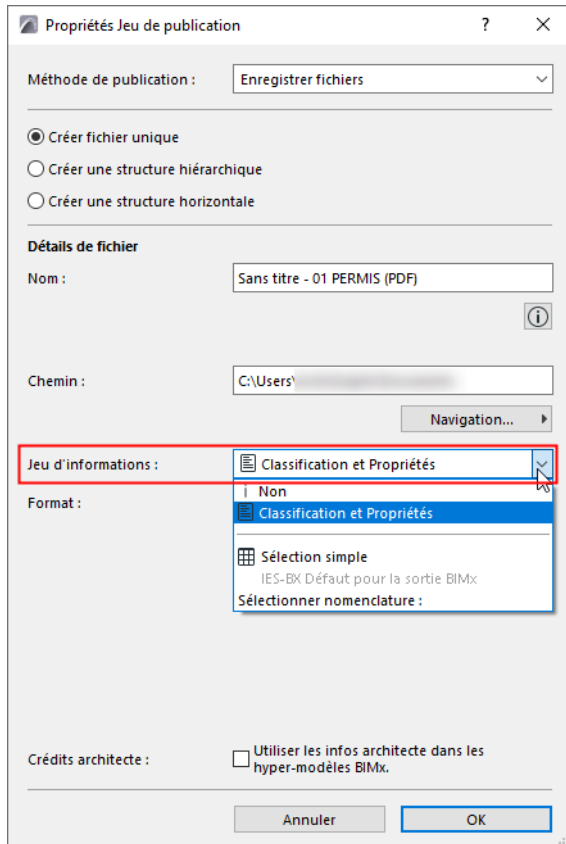 Propriétés Jeu de publication
Méthode de publication : Enregistrer fichiers
Créer fichier unique
Créer une structure hiérarchique
Créer une structure horizontale
Détails de fichier
Nom : Sans titre - 01 PERMIS (PDF)
Chemin : C:\Users\
Navigation...
Jeu d'informations : Classification et Propriétés
Format : Non
Classification et Propriétés
Sélection simple
IES-BX Défaut pour la sortie BIMx
Sélectionner nomenclature :
Crédits architecte : Utiliser les infos architecte dans les
hyper-modèles BIMx.
Annuler OK